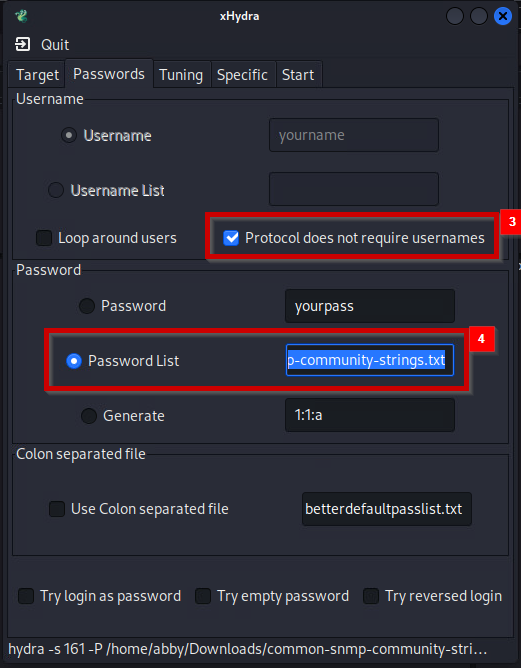 xHydra
Quit
Target Passwords Tuning Specific Start
Username
Username yourname
Username List
Loop around users Protocol does not require usernames 3
Password
Password yourpass
4
Password List p-community-strings.txt
Generate 1:1:a
Colon separated file
Use Colon separated file betterdefaultpasslist.txt
Try login as password Try empty password Try reversed login
hydra -s 161 -P /home/abby/Downloads/common-snmp-community-stri...